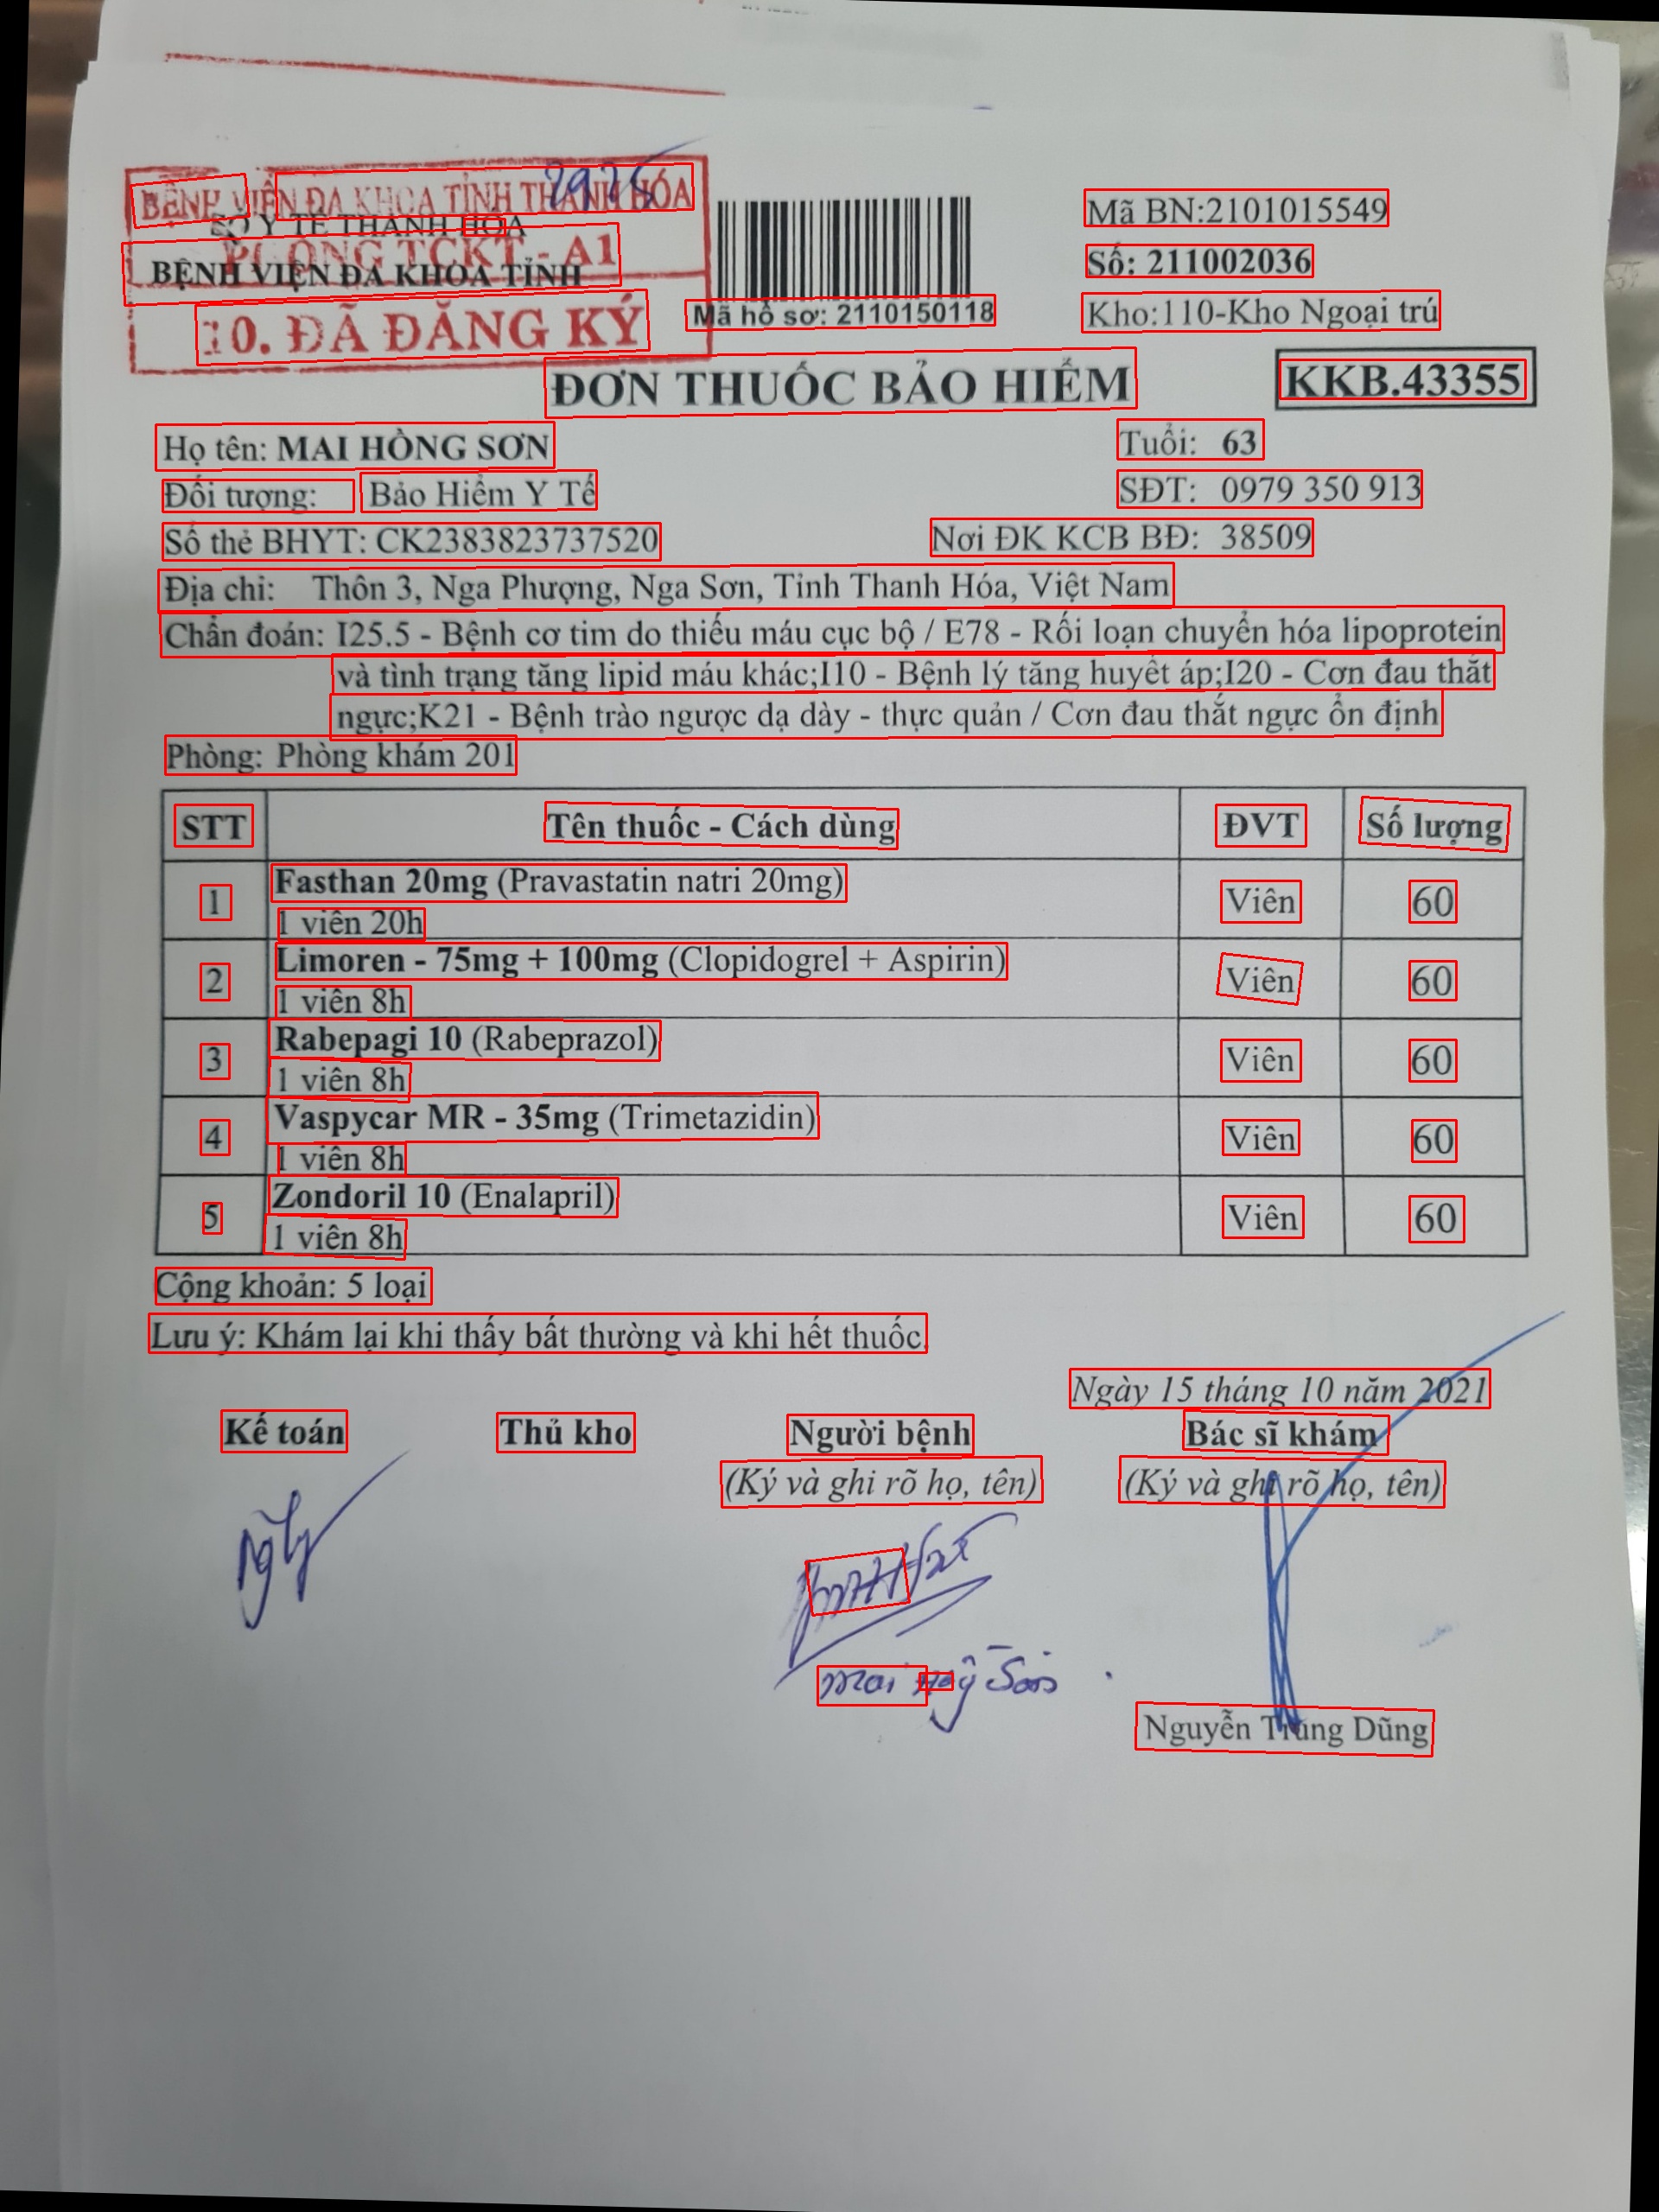 BỆNH VIỆN ĐA KHOA TỈNH THANH HÓA
SỞ Y TẾ THANH HÓA
PHÒNG TCKT - A1
BỆNH VIỆN ĐA KHOA TỈNH
10. ĐÃ ĐĂNG KÝ
Mã hồ sơ: 2110150118
Mã BN:2101015549
Số: 211002036
Kho:110-Kho Ngoại trú
ĐƠN THUỐC BẢO HIỂM
KKB.43355
Họ tên: MAI HỒNG SƠN Tuổi: 63
Đối tượng: Bảo Hiểm Y Tế SĐT: 0979 350 913
Số thẻ BHYT: CK2383823737520 Nơi ĐK KCB BĐ: 38509
Địa chỉ: Thôn 3, Nga Phượng, Nga Sơn, Tỉnh Thanh Hóa, Việt Nam
Chẩn đoán: I25.5 - Bệnh cơ tim do thiếu máu cục bộ / E78 - Rối loạn chuyển hóa lipoprotein
và tình trạng tăng lipid máu khác;I10 - Bệnh lý tăng huyết áp;I20 - Cơn đau thắt
ngực;K21 - Bệnh trào ngược dạ dày - thực quản / Cơn đau thắt ngực ổn định
Phòng: Phòng khám 201
STT Tên thuốc - Cách dùng ĐVT Số lượng
1 Fasthan 20mg (Pravastatin natri 20mg) Viên 60
1 viên 20h
2 Limoren - 75mg + 100mg (Clopidogrel + Aspirin) Viên 60
1 viên 8h
3 Rabepagi 10 (Rabeprazol) Viên 60
1 viên 8h
4 Vaspycar MR - 35mg (Trimetazidin) Viên 60
1 viên 8h
5 Zondoril 10 (Enalapril) Viên 60
1 viên 8h
Cộng khoản: 5 loại
Lưu ý: Khám lại khi thấy bất thường và khi hết thuốc.
Ngày 15 tháng 10 năm 2021
Kế toán Thủ kho Người bệnh Bác sĩ khám
(Ký và ghi rõ họ, tên) (Ký và ghi rõ họ, tên)
Mai Hồng Sơn
Nguyễn Trung Dũng